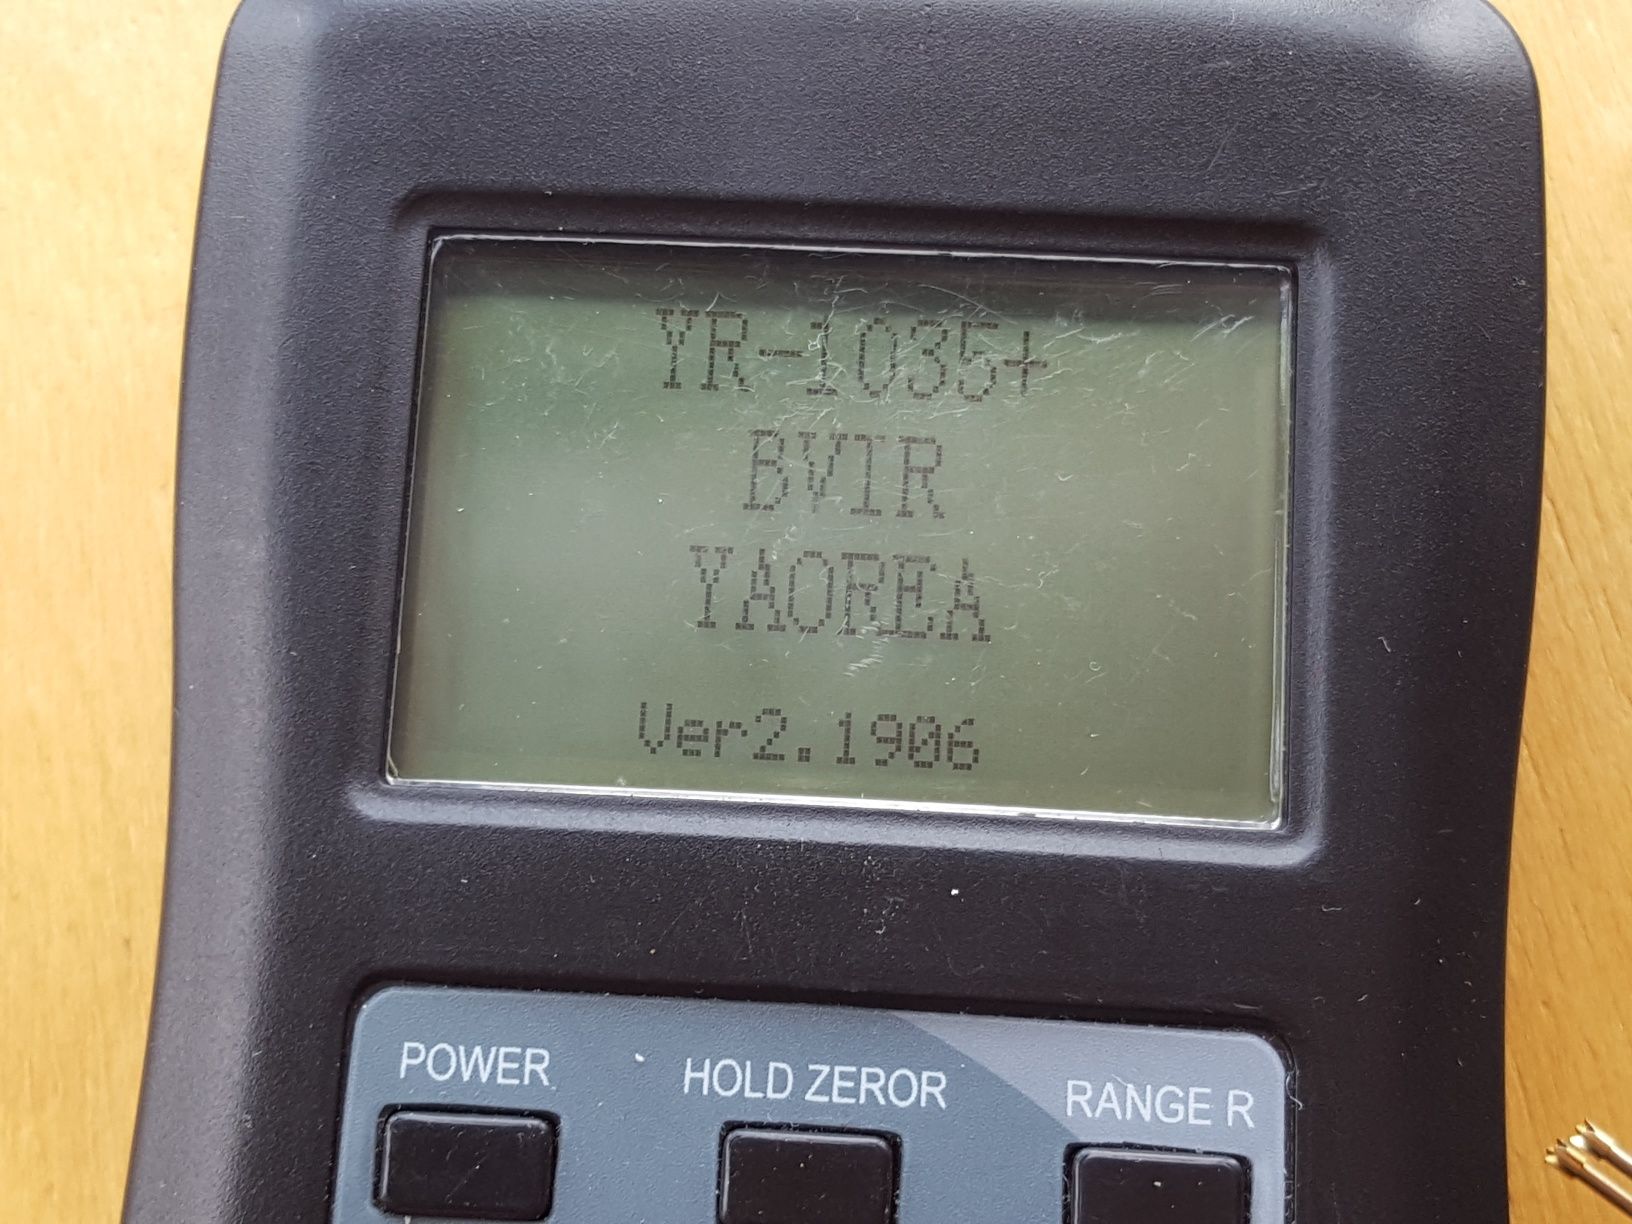 YR-1035+
BVIR
YAOREA
Ver2.1906
POWER
HOLD ZEROR
RANGE R